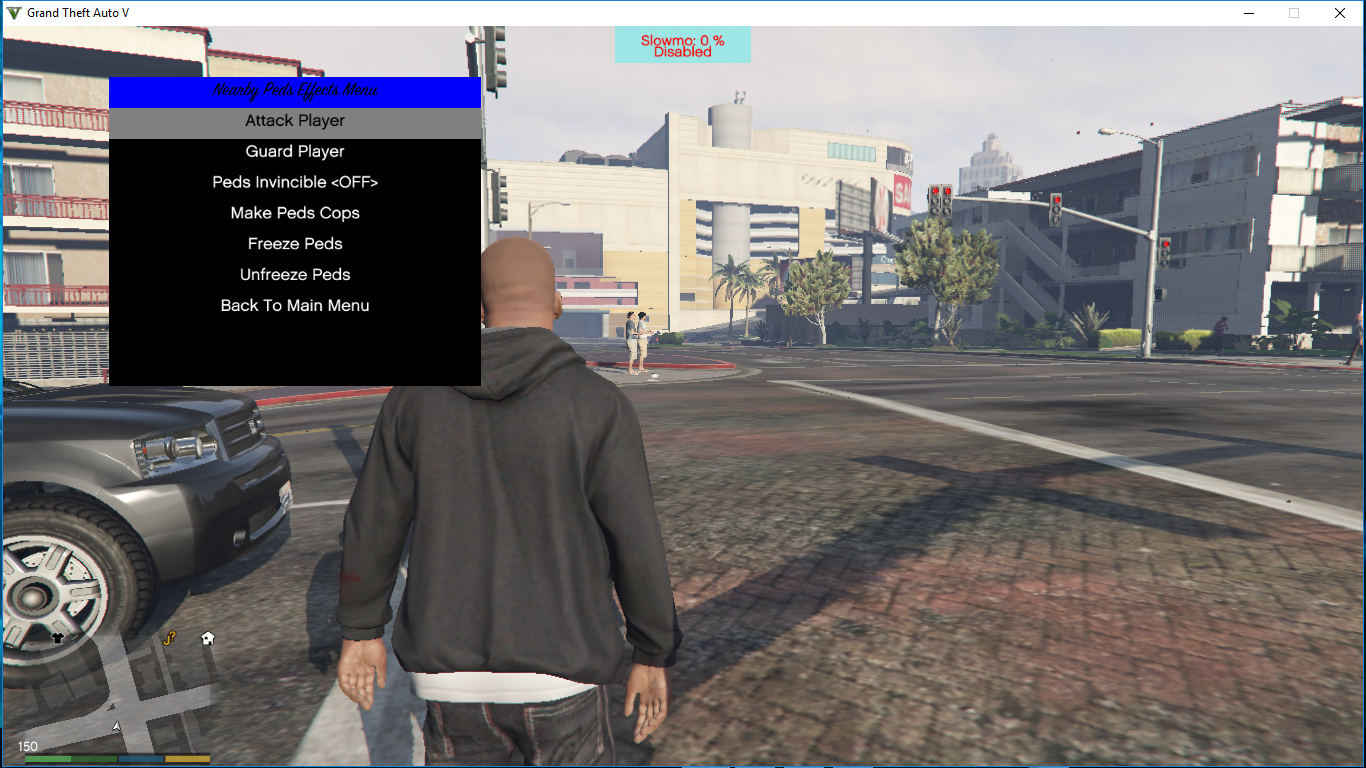 Grand Theft Auto V
Slowmo: 0 %
Disabled
Nearby Peds Effects Menu
Attack Player
Guard Player
Peds Invincible <OFF>
Make Peds Cops
Freeze Peds
Unfreeze Peds
Back To Main Menu
SA
J?
150